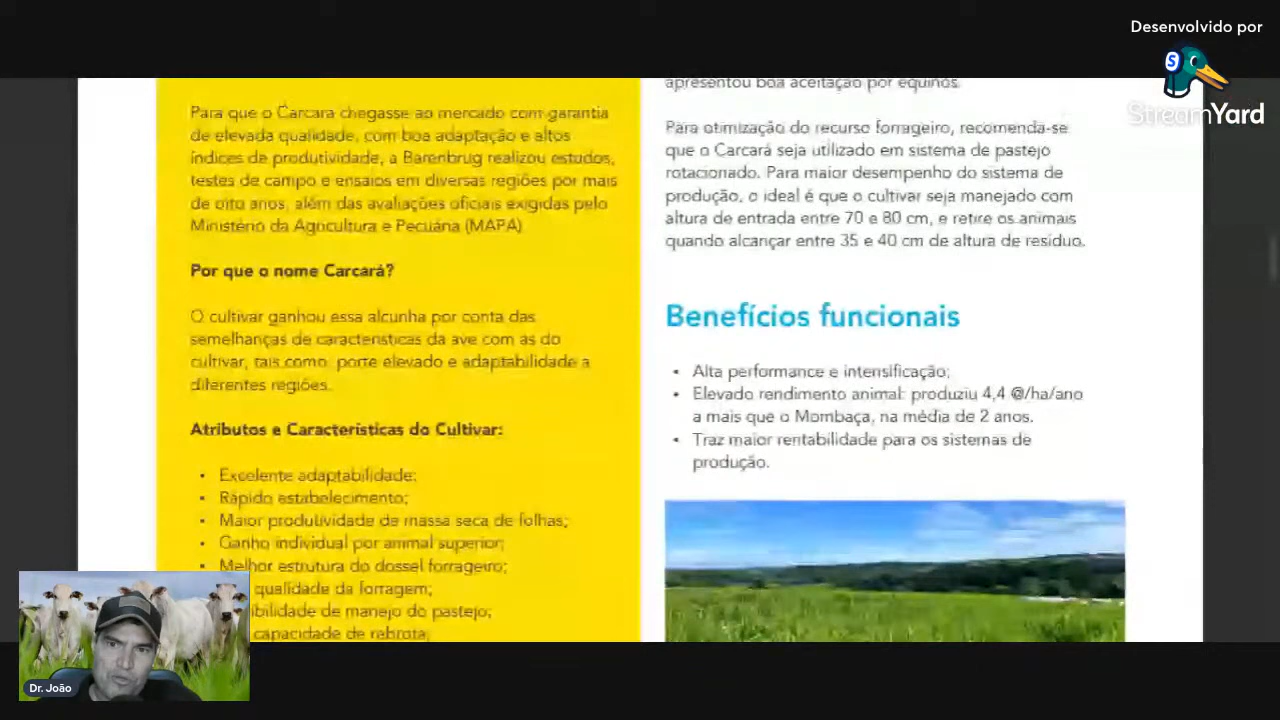 Desenvolvido por
StreamYard
Para que o Carcara chegasse ao mercado com garantia
de elevada qualidade, com boa adaptação e altos
índices de produtividade, a Barenbrug realizou estudos,
testes de campo e ensaios em diversas regiões por mais
de oito anos, além das avaliações oficiais exigidas pelo
Ministério da Agricultura e Pecuária (MAPA)
Por que o nome Carcará?
O cultivar ganhou essa alcunha por conta das
semelhanças de características da ave com as do
cultivar, tais como: porte elevado e adaptabilidade a
diferentes regiões.
Atributos e Características do Cultivar:
• Excelente adaptabilidade;
• Rápido estabelecimento;
• Maior produtividade de massa seca de folhas;
• Ganho individual por animal superior;
• Melhor estrutura do dossel forrageiro;
qualidade da forragem;
ibilidade de manejo do pastejo;
capacidade de rebrota;
apresentou boa aceitação por equinos.
Para otimização do recurso forrageiro, recomenda-se
que o Carcará seja utilizado em sistema de pastejo
rotacionado. Para maior desempenho do sistema de
produção, o ideal é que o cultivar seja manejado com
altura de entrada entre 70 e 80 cm, e retire os animais
quando alcançar entre 35 e 40 cm de altura de resíduo.
Benefícios funcionais
• Alta performance e intensificação;
• Elevado rendimento animal: produziu 4,4 @/ha/ano
a mais que o Mombaça, na média de 2 anos.
• Traz maior rentabilidade para os sistemas de
produção.
Dr. João